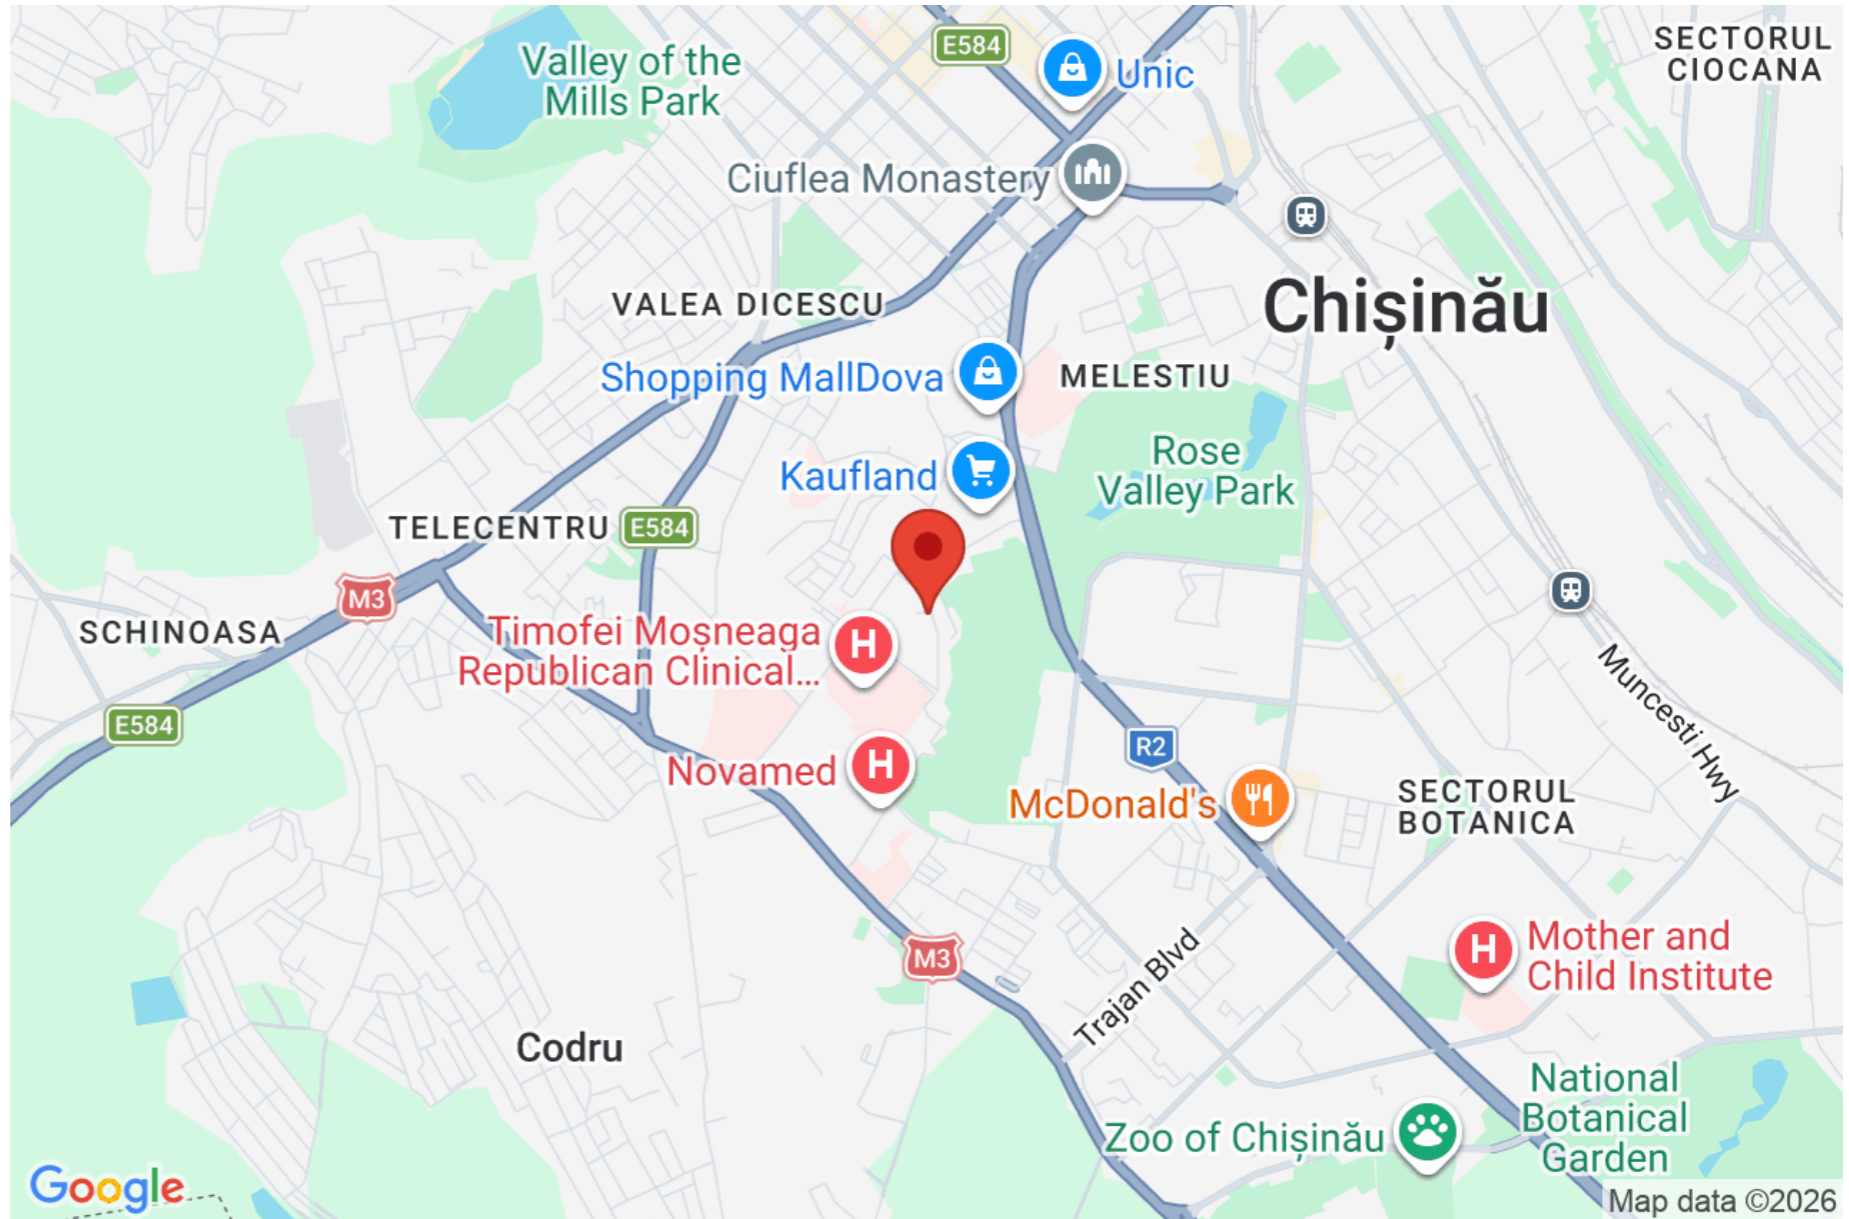 Valley of the
Mills Park
E584
Unic
SECTORUL
CIOCANA
Ciuflea Monastery
VALEA DICESCU
Chișinău
Shopping MallDova
MELESTIU
Kaufland
Rose
Valley Park
TELECENTRU
E584
M3
SCHINOASA
Timofei Moșneaga
Republican Clinical...
E584
Novamed
R2
Muncesti Hwy
McDonald's
SECTORUL
BOTANICA
M3
Trajan Blvd
Mother and
Child Institute
Codru
Zoo of Chișinău
National
Botanical
Garden
Google
Map data ©2026